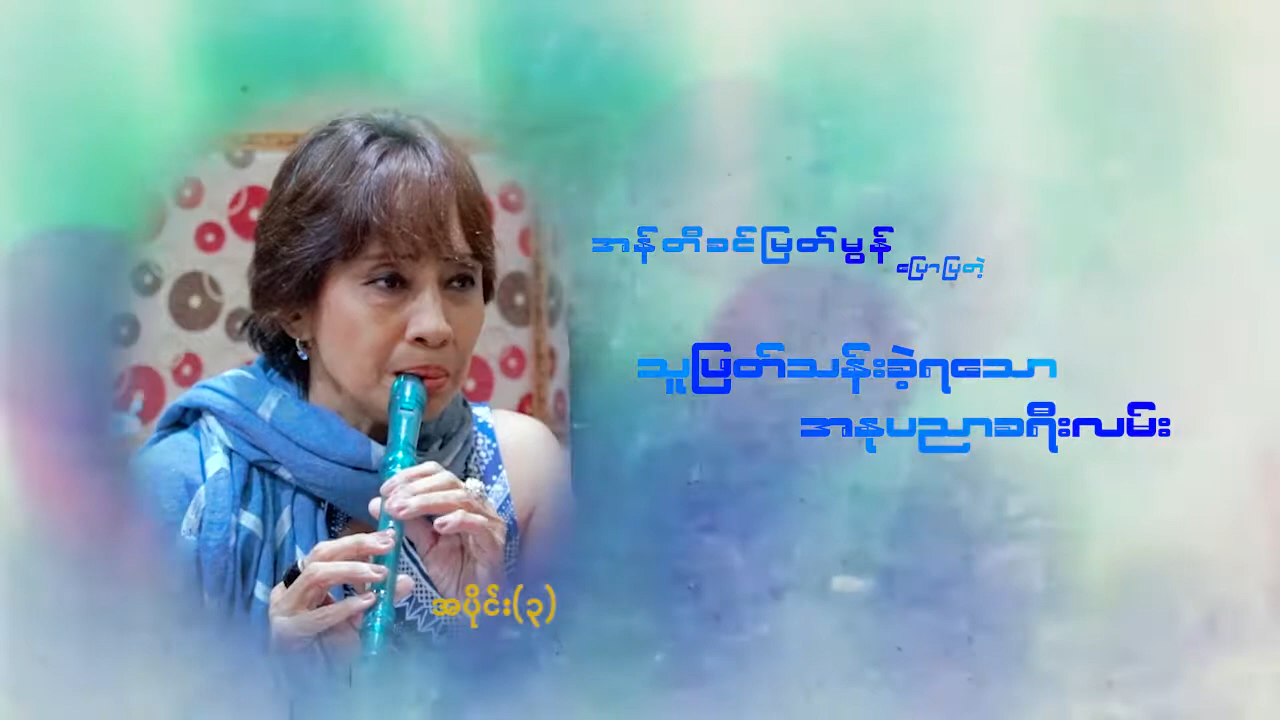 အန်တီခင်မြတ်မွန် ပြောပြတဲ့
သူဖြတ်သန်းခဲ့ရသော
အနုပညာခရီးလမ်း
အပိုင်း(၃)